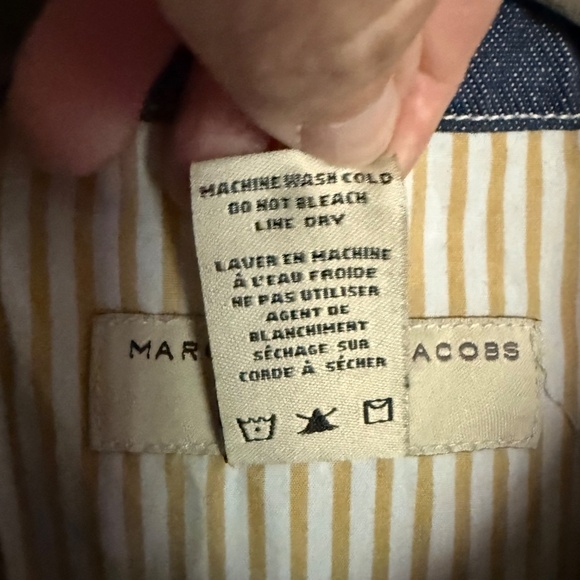 MACHINE WASH COLD
DO NOT BLEACH
LINE DRY
LAVER EN MACHINE
À L'EAU FROIDE
NE PAS UTILISER
AGENT DE
BLANCHIMENT
SÉCHAGE SUR
CORDE À SÉCHER
MAR ACOBS